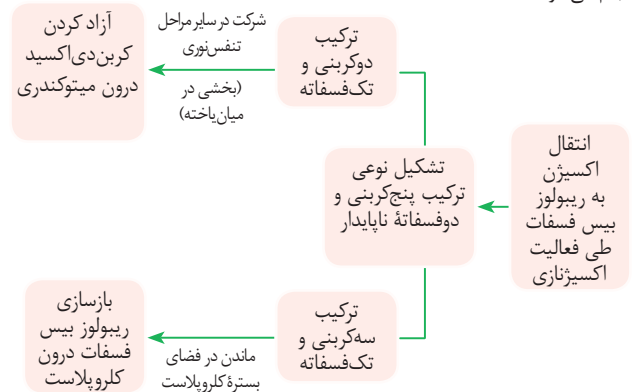 انتقال
اکسیژن
به ریبولوز
بیس فسفات
طی فعالیت
اکسیژنازی
تشکیل نوعی
ترکیب پنج‌کربنی و
دوفسفاتهٔ ناپایدار
ترکیب
دوکربنی و
تک‌فسفاته
شرکت در سایر مراحل
تنفس‌نوری
(بخشی در
میان‌یاخته)
آزاد کردن
کربن‌دی‌اکسید
درون میتوکندری
ترکیب
سه‌کربنی و
تک‌فسفاته
ماندن در فضای
بسترهٔ کلروپلاست
بازسازی
ریبولوز بیس
فسفات درون
کلروپلاست